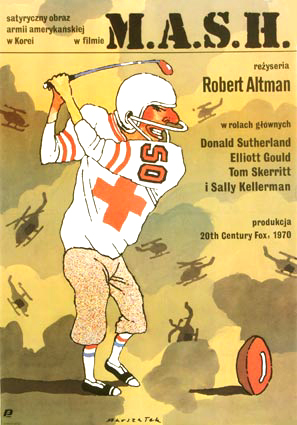 satyryczny obraz
armii amerykańskiej
w Korei w filmie
M.A.S.H.
reżyseria
Robert Altman
w rolach głównych
Donald Sutherland
Elliott Gould
Tom Skerritt
i Sally Kellerman
produkcja
20th Century Fox, 1970
50
Marszałek